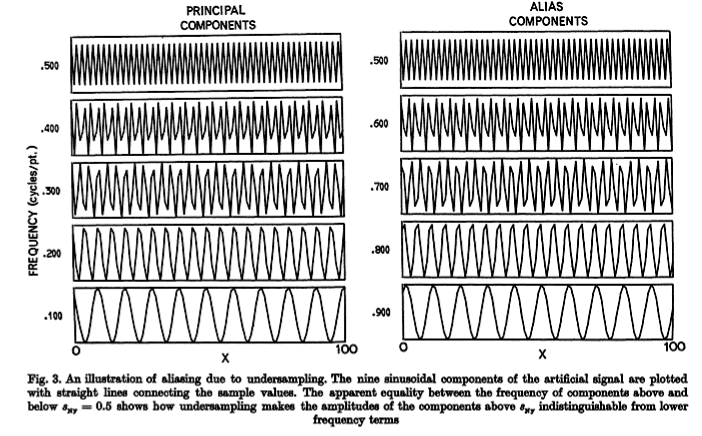 PRINCIPAL
COMPONENTS
ALIAS
COMPONENTS
FREQUENCY (cycles/pt.)
.500
.400
.300
.200
.100
0
X
100
.500
.600
.700
.800
.900
0
X
100
Fig. 3. An illustration of aliasing due to undersampling. The nine sinusoidal components of the artificial signal are plotted
with straight lines connecting the sample values. The apparent equality between the frequency of components above and
below s_Ny = 0.5 shows how undersampling makes the amplitudes of the components above s_Ny indistinguishable from lower
frequency terms